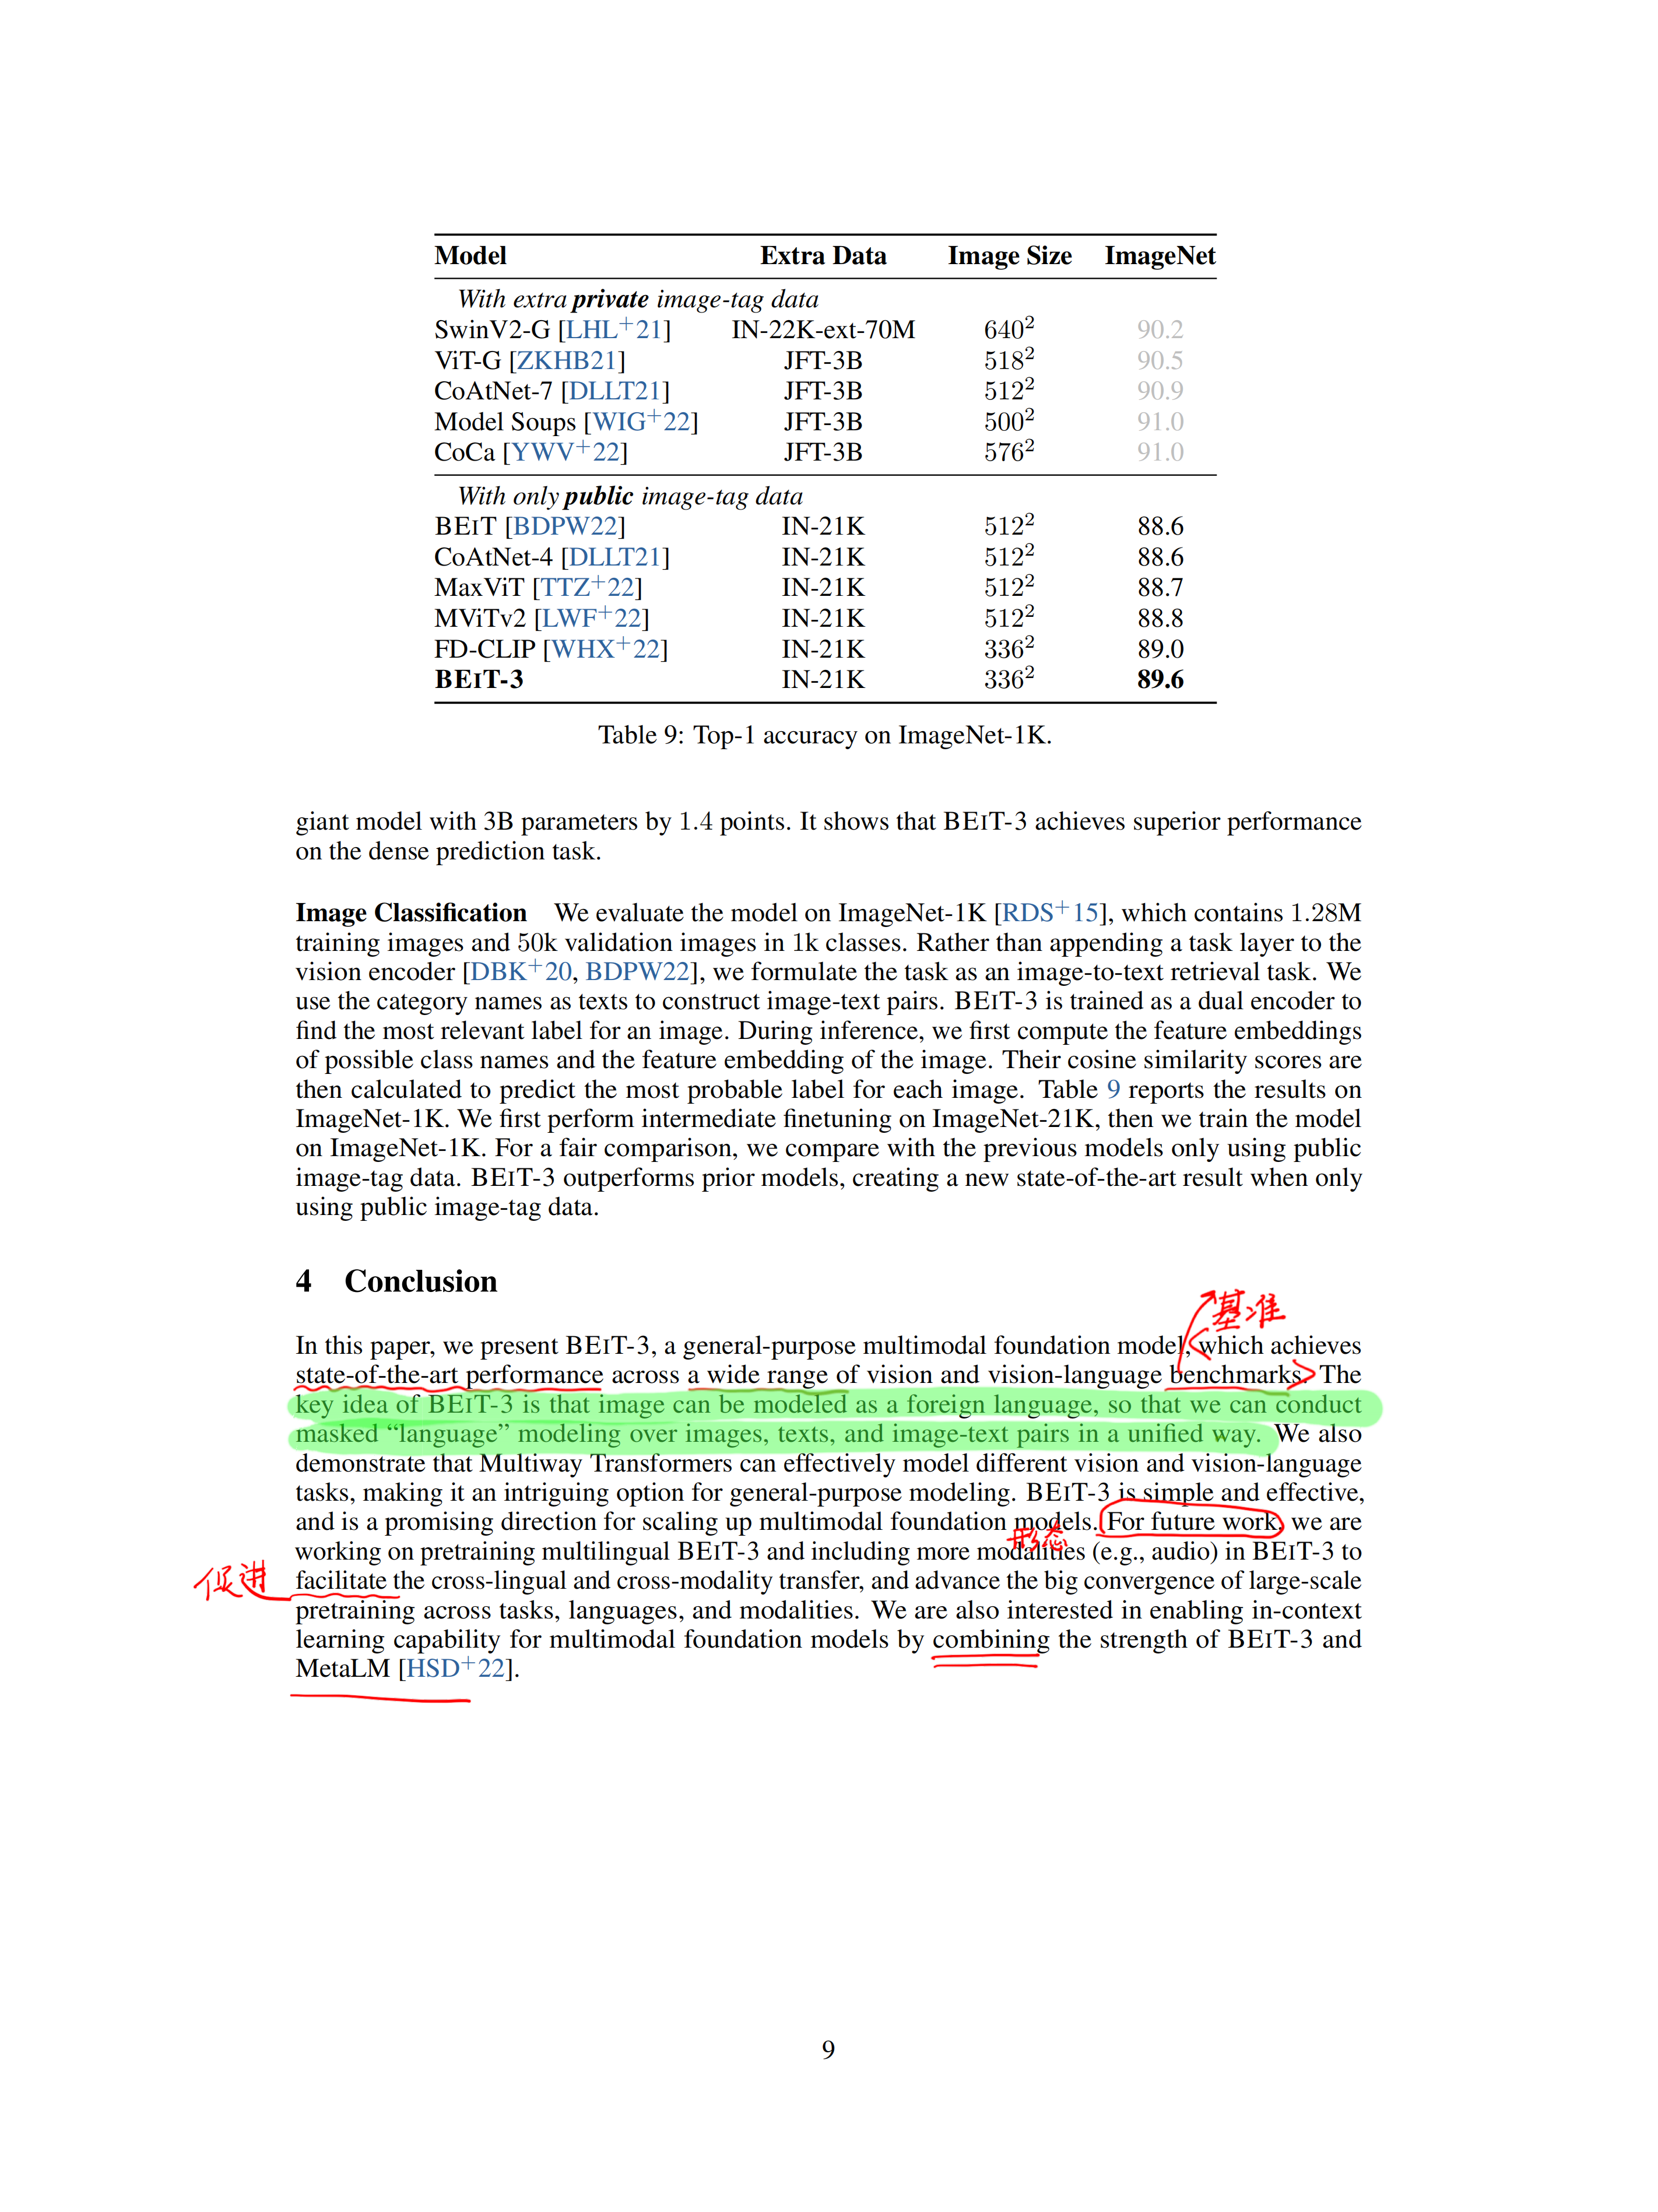 Model Extra Data Image Size ImageNet
With extra private image-tag data
SwinV2-G [LHL+21] IN-22K-ext-70M 640² 90.2
ViT-G [ZKHB21] JFT-3B 518² 90.5
CoAtNet-7 [DLLT21] JFT-3B 512² 90.9
Model Soups [WIG+22] JFT-3B 500² 91.0
CoCa [YWV+22] JFT-3B 576² 91.0
With only public image-tag data
BEIT [BDPW22] IN-21K 512² 88.6
CoAtNet-4 [DLLT21] IN-21K 512² 88.6
MaxViT [TTZ+22] IN-21K 512² 88.7
MViTv2 [LWF+22] IN-21K 512² 88.8
FD-CLIP [WHX+22] IN-21K 336² 89.0
BEIT-3 IN-21K 336² 89.6
Table 9: Top-1 accuracy on ImageNet-1K.
giant model with 3B parameters by 1.4 points. It shows that BEIT-3 achieves superior performance
on the dense prediction task.
Image Classification We evaluate the model on ImageNet-1K [RDS+15], which contains 1.28M
training images and 50k validation images in 1k classes. Rather than appending a task layer to the
vision encoder [DBK+20, BDPW22], we formulate the task as an image-to-text retrieval task. We
use the category names as texts to construct image-text pairs. BEIT-3 is trained as a dual encoder to
find the most relevant label for an image. During inference, we first compute the feature embeddings
of possible class names and the feature embedding of the image. Their cosine similarity scores are
then calculated to predict the most probable label for each image. Table 9 reports the results on
ImageNet-1K. We first perform intermediate finetuning on ImageNet-21K, then we train the model
on ImageNet-1K. For a fair comparison, we compare with the previous models only using public
image-tag data. BEIT-3 outperforms prior models, creating a new state-of-the-art result when only
using public image-tag data.
4 Conclusion
基准
In this paper, we present BEIT-3, a general-purpose multimodal foundation model, which achieves
state-of-the-art performance across a wide range of vision and vision-language benchmarks. The
key idea of BEIT-3 is that image can be modeled as a foreign language, so that we can conduct
masked “language” modeling over images, texts, and image-text pairs in a unified way. We also
demonstrate that Multiway Transformers can effectively model different vision and vision-language
tasks, making it an intriguing option for general-purpose modeling. BEIT-3 is simple and effective,
and is a promising direction for scaling up multimodal foundation models. For future work, we are
形态
working on pretraining multilingual BEIT-3 and including more modalities (e.g., audio) in BEIT-3 to
促进
facilitate the cross-lingual and cross-modality transfer, and advance the big convergence of large-scale
pretraining across tasks, languages, and modalities. We are also interested in enabling in-context
learning capability for multimodal foundation models by combining the strength of BEIT-3 and
MetaLM [HSD+22].
9